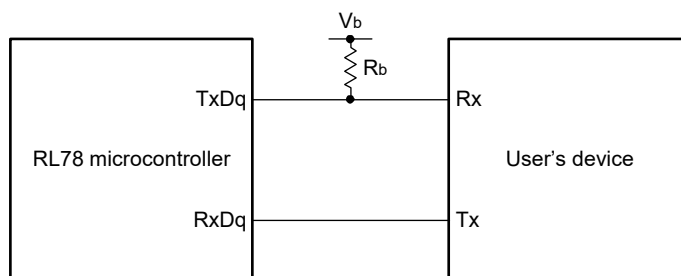 Vb
Rb
TxDq
Rx
RL78 microcontroller
User's device
RxDq
Tx